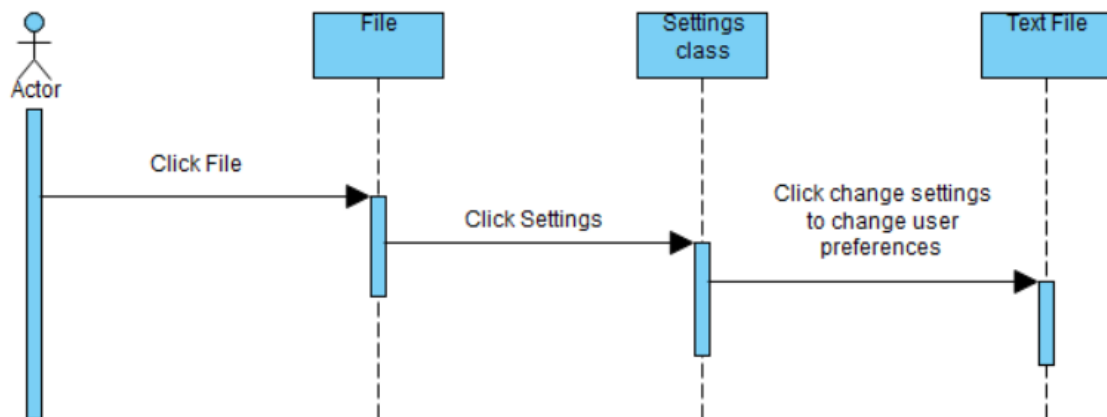 File
Settings
class
Text File
Actor
Click File
Click Settings
Click change settings
to change user
preferences